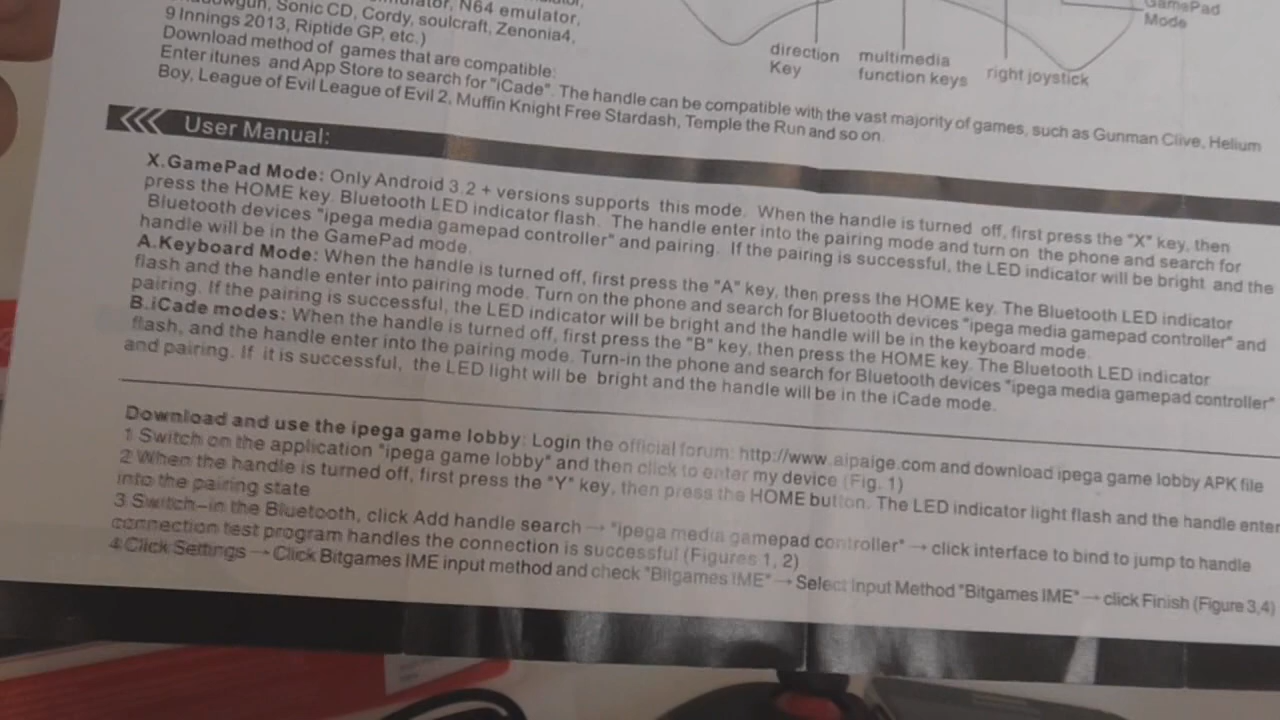 N64 emulator,
Sonic CD, Cordy, soulcraft, Zenonia4,
9 Innings 2013, Riptide GP, etc.)
Download method of games that are compatible:
Enter itunes and App Store to search for "iCade". The handle can be compatible with the vast majority of games, such as Gunman Clive, Helium
Boy, League of Evil League of Evil 2, Muffin Knight Free Stardash, Temple the Run and so on.
GamePad
Mode
direction
Key
multimedia
function keys
right joystick
User Manual:
X.GamePad Mode: Only Android 3.2 + versions supports this mode. When the handle is turned off, first press the "X" key, then
press the HOME key. Bluetooth LED indicator flash. The handle enter into the pairing mode and turn on the phone and search for
Bluetooth devices "ipega media gamepad controller" and pairing. If the pairing is successful, the LED indicator will be bright and the
handle will be in the GamePad mode.
A.Keyboard Mode: When the handle is turned off, first press the "A" key, then press the HOME key. The Bluetooth LED indicator
flash and the handle enter into pairing mode. Turn on the phone and search for Bluetooth devices "ipega media gamepad controller" and
pairing. If the pairing is successful, the LED indicator will be bright and the handle will be in the keyboard mode.
B.iCade modes: When the handle is turned off, first press the "B" key, then press the HOME key. The Bluetooth LED indicator
flash, and the handle enter into the pairing mode. Turn-in the phone and search for Bluetooth devices "ipega media gamepad controller"
and pairing. If it is successful, the LED light will be bright and the handle will be in the iCade mode.
Download and use the ipega game lobby: Login the official forum: http://www.aipaige.com and download ipega game lobby APK file
1 Switch on the application "ipega game lobby" and then click to enter my device (Fig. 1)
2 When the handle is turned off, first press the "Y" key, then press the HOME button. The LED indicator light flash and the handle enter
into the pairing state
3 Switch-in the Bluetooth, click Add handle search → "ipega media gamepad controller" → click interface to bind to jump to handle
connection test program handles the connection is successful (Figures 1, 2)
4 Click Settings → Click Bitgames IME input method and check "Bitgames IME" → Select Input Method "Bitgames IME" → click Finish (Figure 3,4)